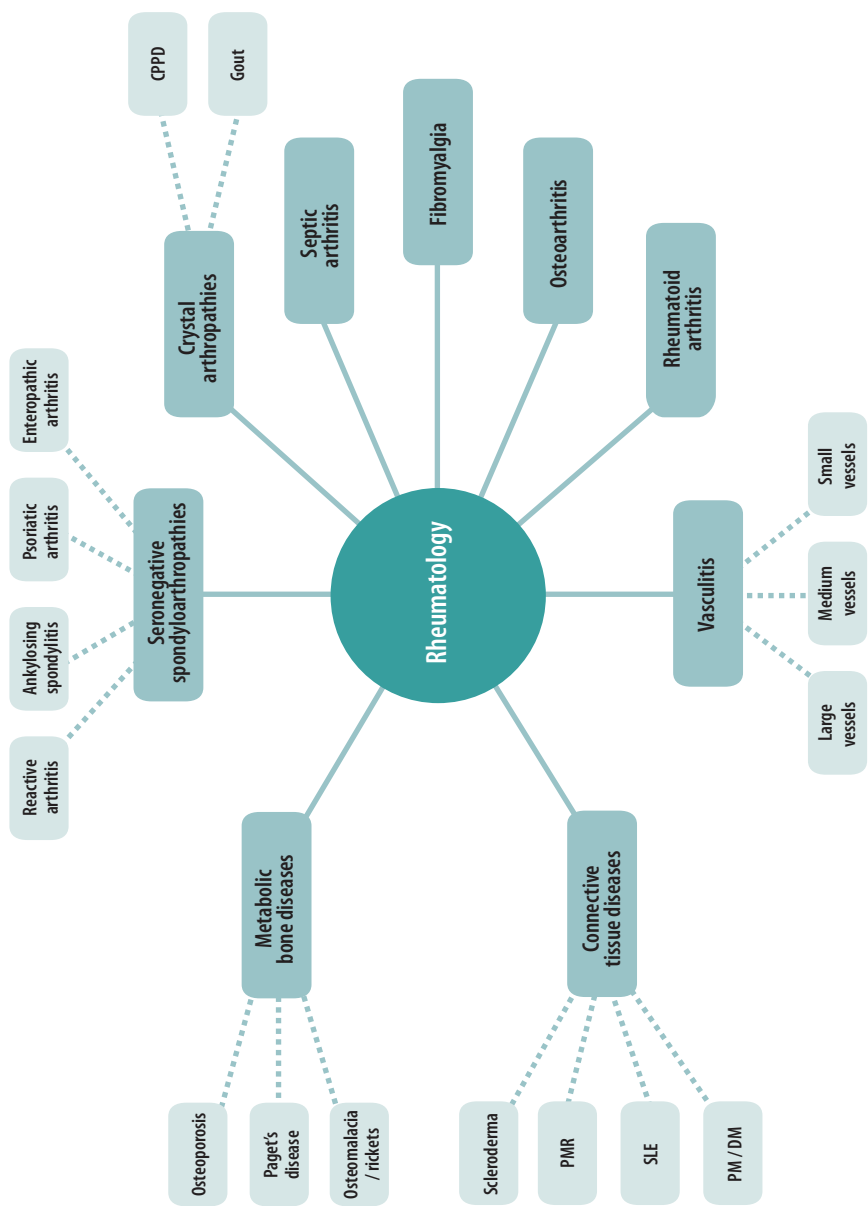 Rheumatology
Seronegative
spondyloarthropathies
Reactive
arthritis
Ankylosing
spondylitis
Psoriatic
arthritis
Enteropathic
arthritis
Crystal
arthropathies
CPPD
Gout
Septic
arthritis
Fibromyalgia
Osteoarthritis
Rheumatoid
arthritis
Vasculitis
Small
vessels
Medium
vessels
Large
vessels
Connective
tissue diseases
Scleroderma
PMR
SLE
PM / DM
Metabolic
bone diseases
Osteoporosis
Paget's
disease
Osteomalacia
/ rickets